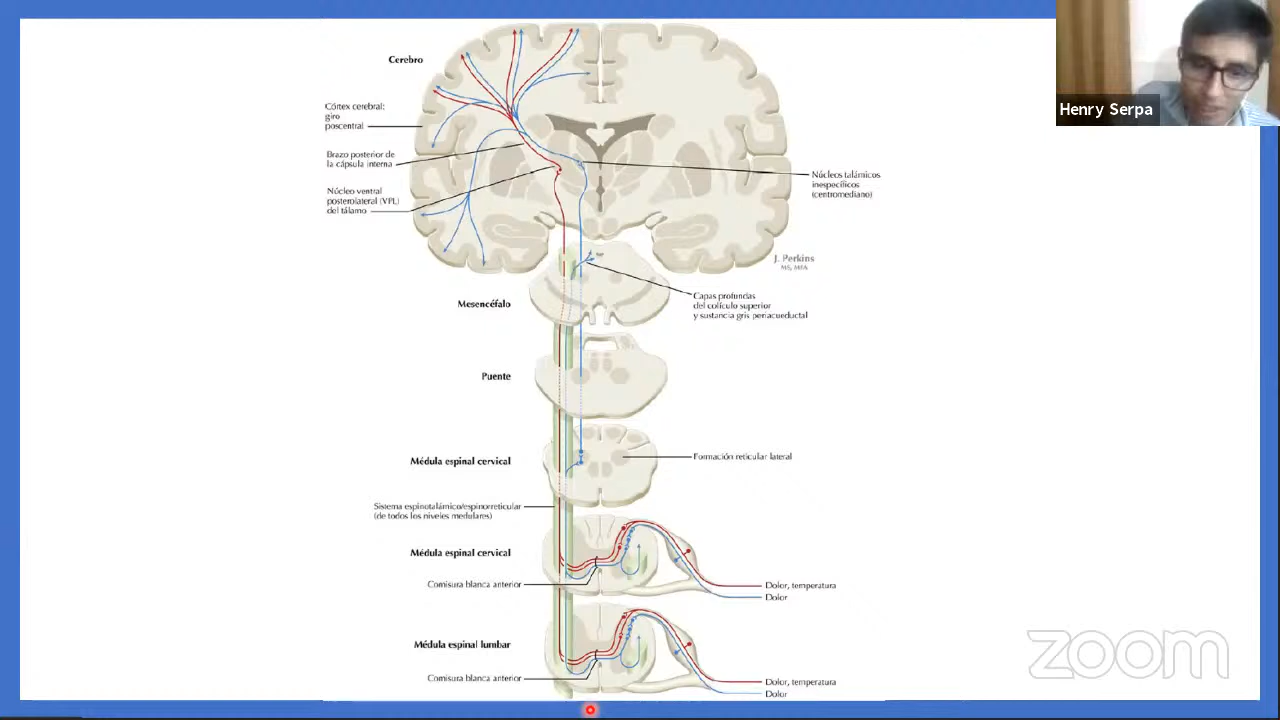 Henry Serpa
Cerebro
Córtex cerebral:
giro
poscentral
Brazo posterior de
la cápsula interna
Núcleo ventral
posterolateral (VPL)
del tálamo
Núcleos talámicos
inespecíficos
(centromediano)
J. Perkins
MS, MFA
Mesencéfalo
Capas profundas
del colículo superior
y sustancia gris periacueductal
Puente
Médula espinal cervical
Formación reticular lateral
Sistema espinotalámico/espinorreticular
(de todos los niveles medulares)
Médula espinal cervical
Comisura blanca anterior
Dolor, temperatura
Dolor
Médula espinal lumbar
Comisura blanca anterior
Dolor, temperatura
Dolor
zoom